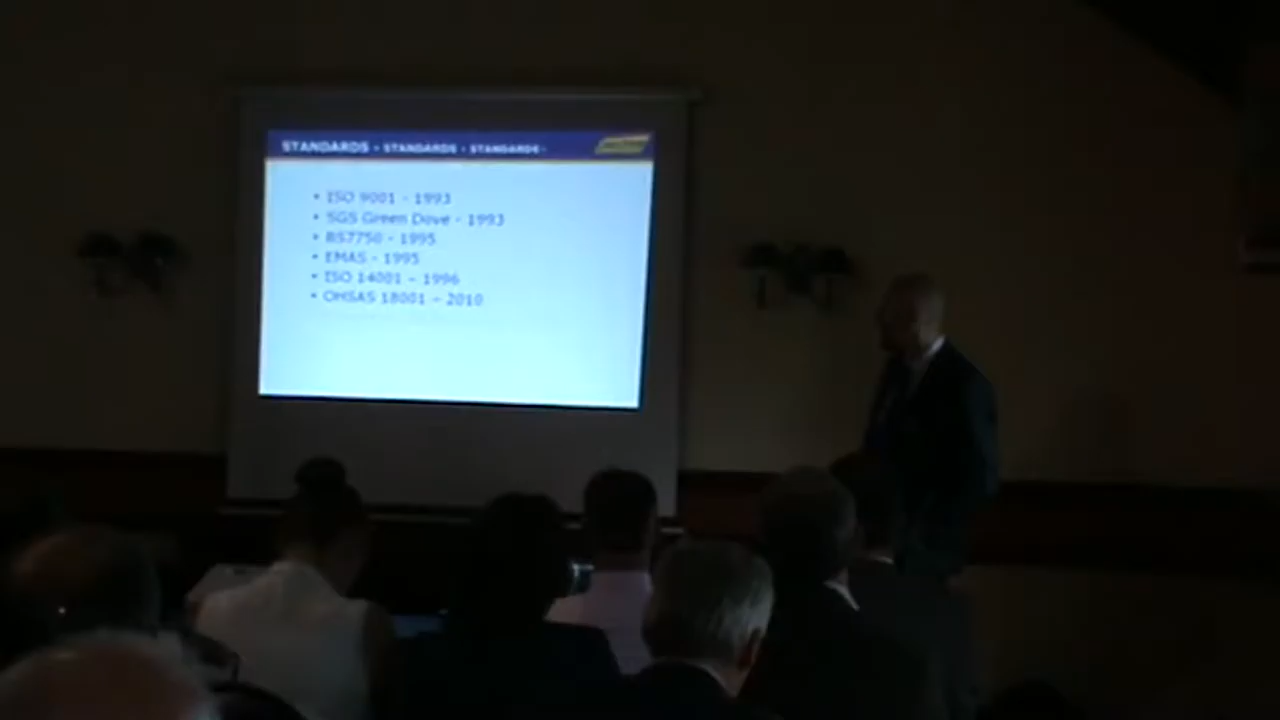 STANDARDS - STANDARDS - STANDARDS -
• ISO 9001 - 1993
• SGS Green Dove - 1993
• BS7750 - 1995
• EMAS - 1995
• ISO 14001 – 1996
• OHSAS 18001 – 2010